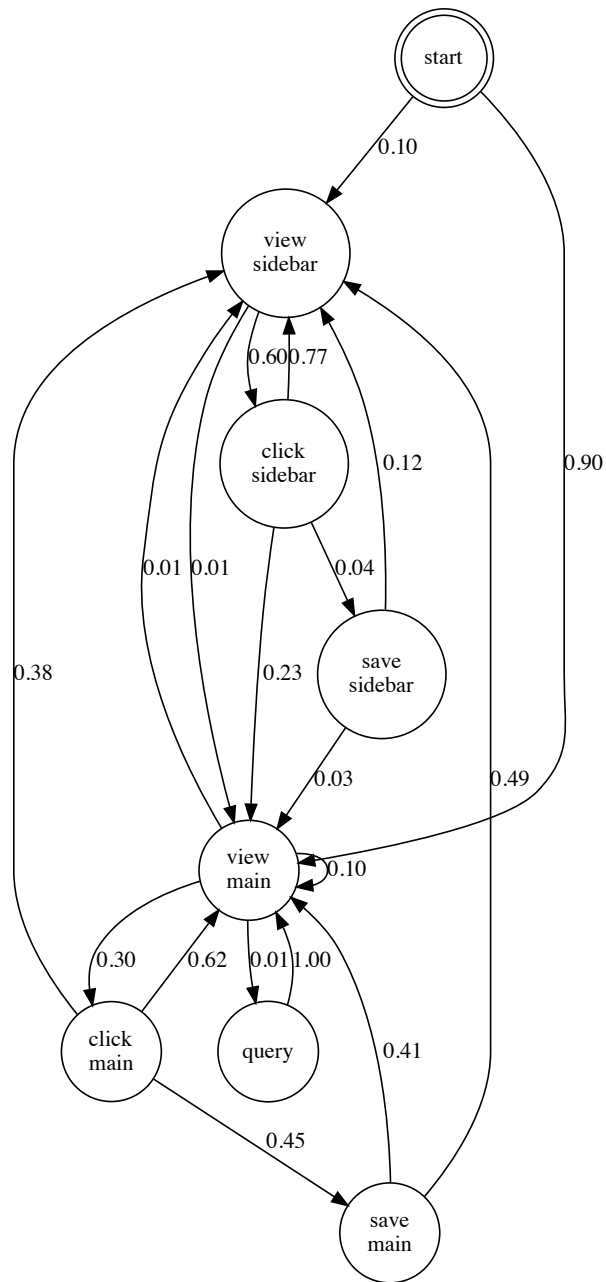 start
0.10
view
sidebar
0.60
0.77
click
sidebar
0.12
0.90
0.01
0.01
0.04
save
sidebar
0.38
0.23
0.03
0.49
view
main
0.10
0.30
0.62
0.01
1.00
click
main
query
0.41
0.45
save
main